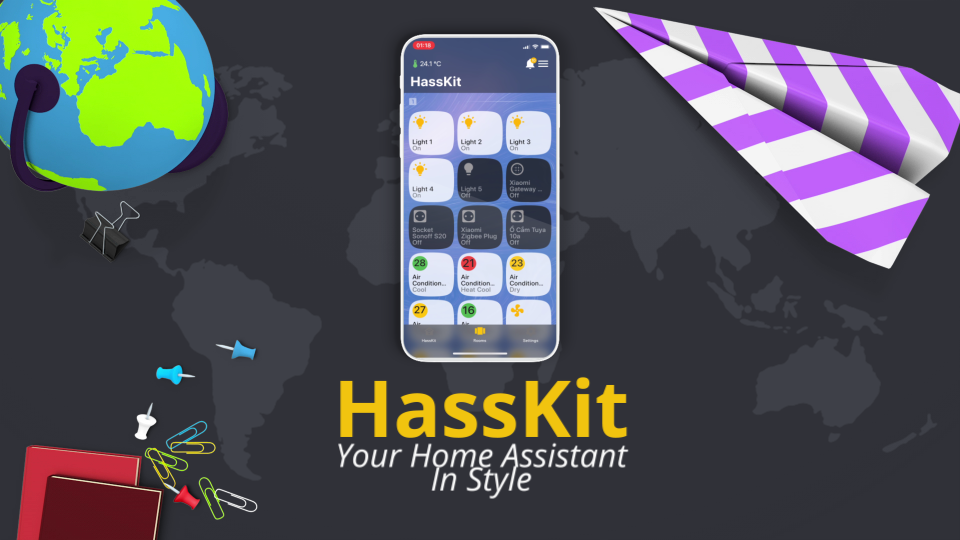 01:18
24.1 °C
HassKit
Light 1
On
Light 2
On
Light 3
On
Light 4
On
Light 5
Off
Xiaomi
Gateway ...
Off
Socket
Sonoff S20
Off
Xiaomi
Zigbee Plug
Off
Ổ Cắm Tuya
10a
Off
28
Air
Condition...
Cool
21
Air
Condition...
Heat Cool
23
Air
Condition...
Dry
27
Air
16
Air
HassKit
Rooms
Settings
HassKit
Your Home Assistant
In Style